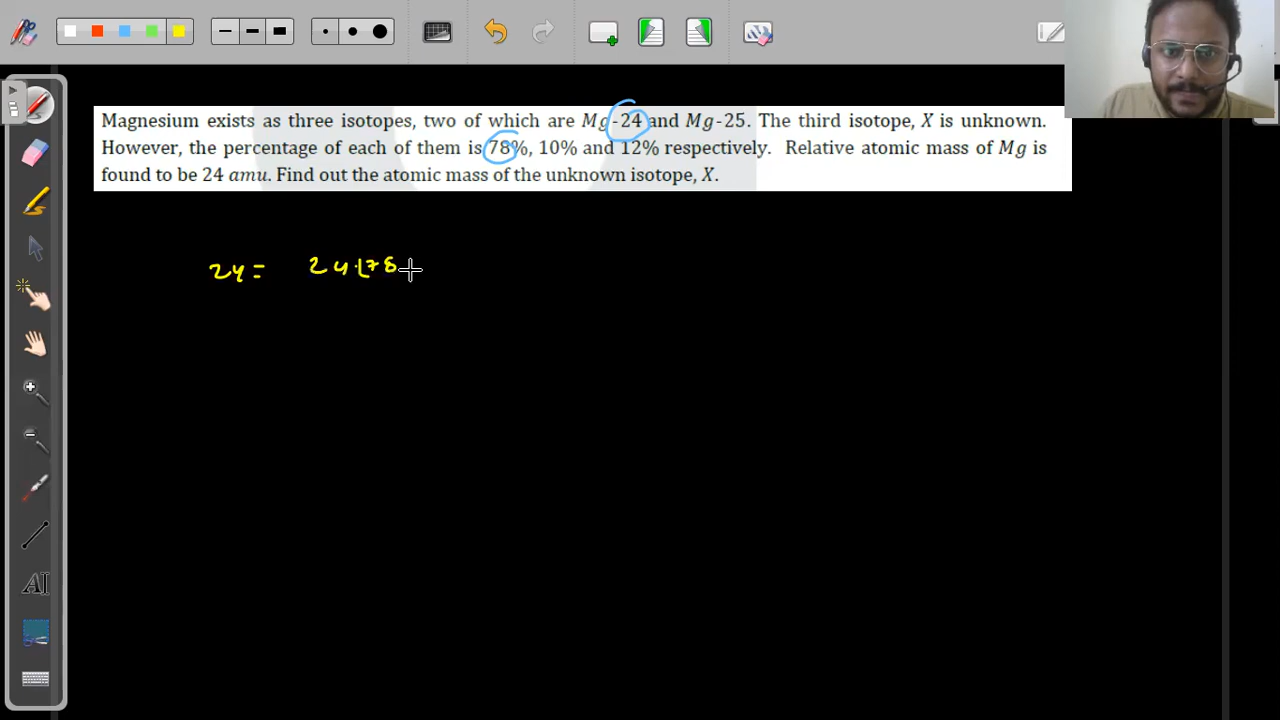 Magnesium exists as three isotopes, two of which are Mg-24 and Mg-25. The third isotope, X is unknown.
However, the percentage of each of them is 78%, 10% and 12% respectively. Relative atomic mass of Mg is
found to be 24 amu. Find out the atomic mass of the unknown isotope, X.
24 = 24(78
AI